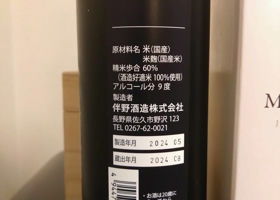 原材料名 米(国産)
米麹(国産米)
精米歩合 60%
(酒造好適米 100%使用)
アルコール分 9度
製造者
伴野酒造株式会社
長野県佐久市野沢 123
TEL 0267-62-0021
製造年月 2024 05
蔵出年月 2024 08
・お酒は20歳に
M